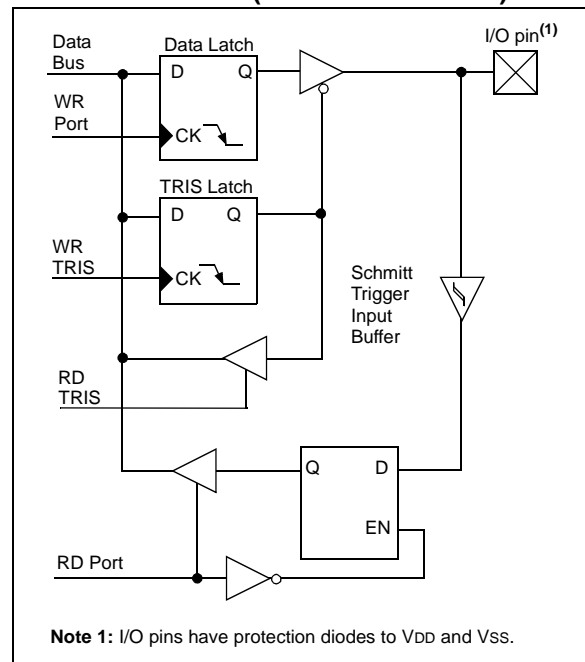 I/O pin(1)
Data
Bus
Data Latch
D Q
WR
Port
CK
TRIS Latch
D Q
WR
TRIS
CK
Schmitt
Trigger
Input
Buffer
RD
TRIS
Q D
EN
RD Port
Note 1: I/O pins have protection diodes to VDD and VSS.